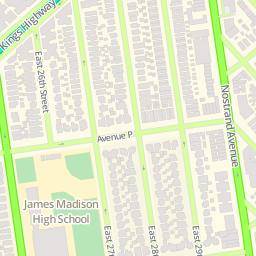 Kings Highway
East 26th Street
Nostrand Avenue
Avenue P
James Madison
High School
East 27
East 28
East 29